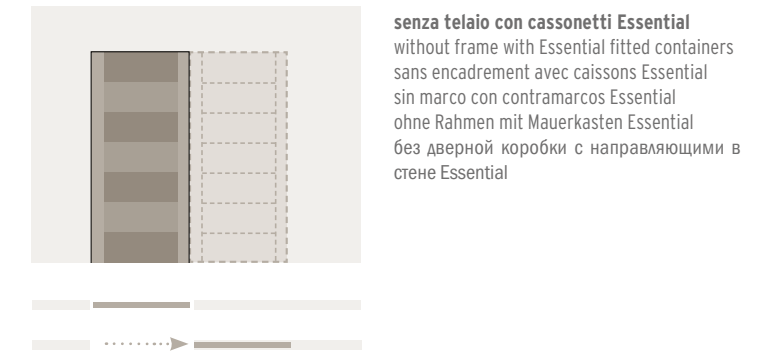 senza telaio con cassonetti Essential
without frame with Essential fitted containers
sans encadrement avec caissons Essential
sin marco con contramarcos Essential
ohne Rahmen mit Mauerkasten Essential
без дверной коробки с направляющими в
стене Essential